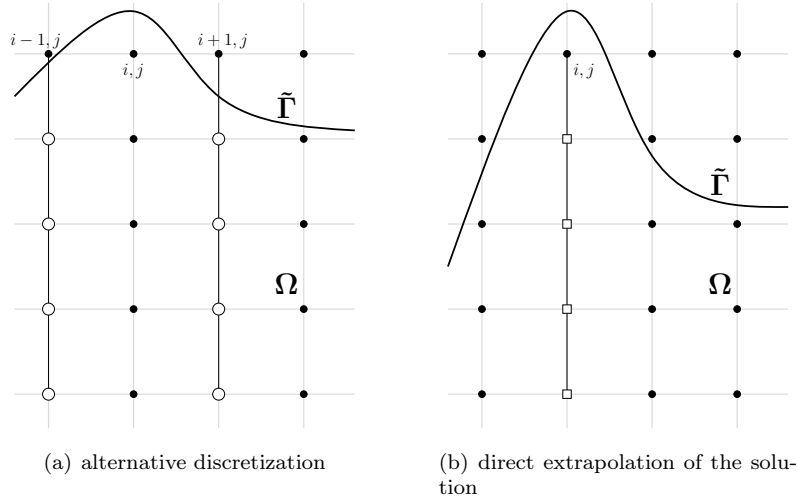 i − 1, j
i, j
i + 1, j
Γ̃
Ω
(a) alternative discretization
i, j
Γ̃
Ω
(b) direct extrapolation of the solu-
tion